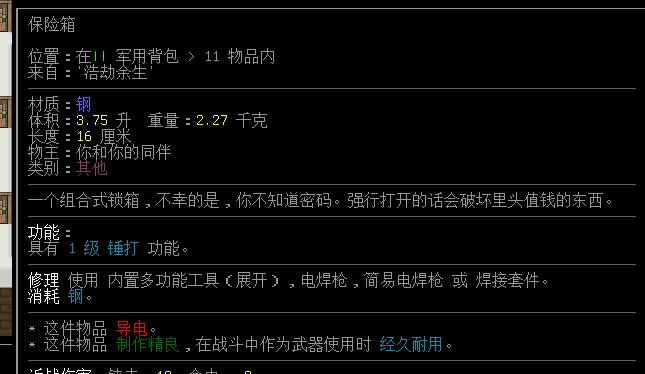 保险箱
位置：在|| 军用背包 > 11 物品内
来自：'浩劫余生'
材质：钢
体积：3.75 升 重量：2.27 千克
长度：16 厘米
物主：你和你的同伴
类别：其他
一个组合式锁箱，不幸的是，你不知道密码。强行打开的话会破坏里头值钱的东西。
功能：
具有 1 级 锤打 功能。
修理 使用 内置多功能工具(展开)，电焊枪，简易电焊枪 或 焊接套件。
消耗 钢。
* 这件物品 导电。
* 这件物品 制作精良，在战斗中作为武器使用时 经久耐用。